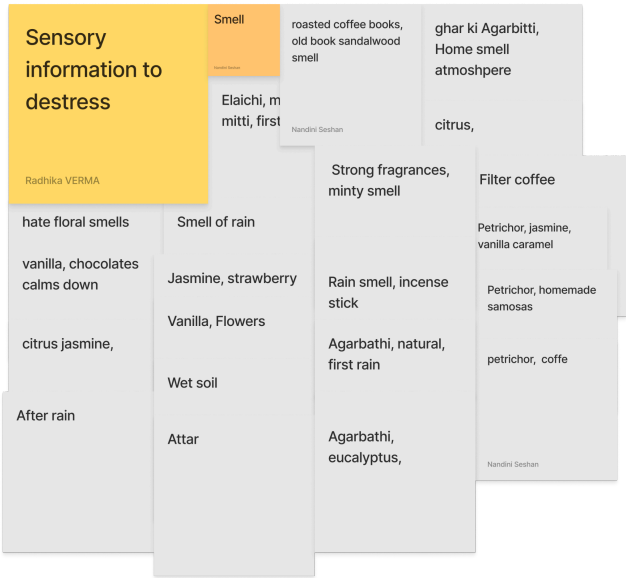 Sensory
information to
destress
Radhika VERMA
Smell
Nandini Seshan
roasted coffee books,
old book sandalwood
smell
Nandini Seshan
ghar ki Agarbitti,
Home smell
atmoshpere
citrus,
Elaichi, m
mitti, first
Strong fragrances,
minty smell
Filter coffee
hate floral smells
Smell of rain
Petrichor, jasmine,
vanilla caramel
vanilla, chocolates
calms down
Jasmine, strawberry
Rain smell, incense
stick
Petrichor, homemade
samosas
Vanilla, Flowers
citrus jasmine,
Agarbathi, natural,
first rain
petrichor,  coffe
Wet soil
After rain
Attar
Agarbathi,
eucalyptus,
Nandini Seshan